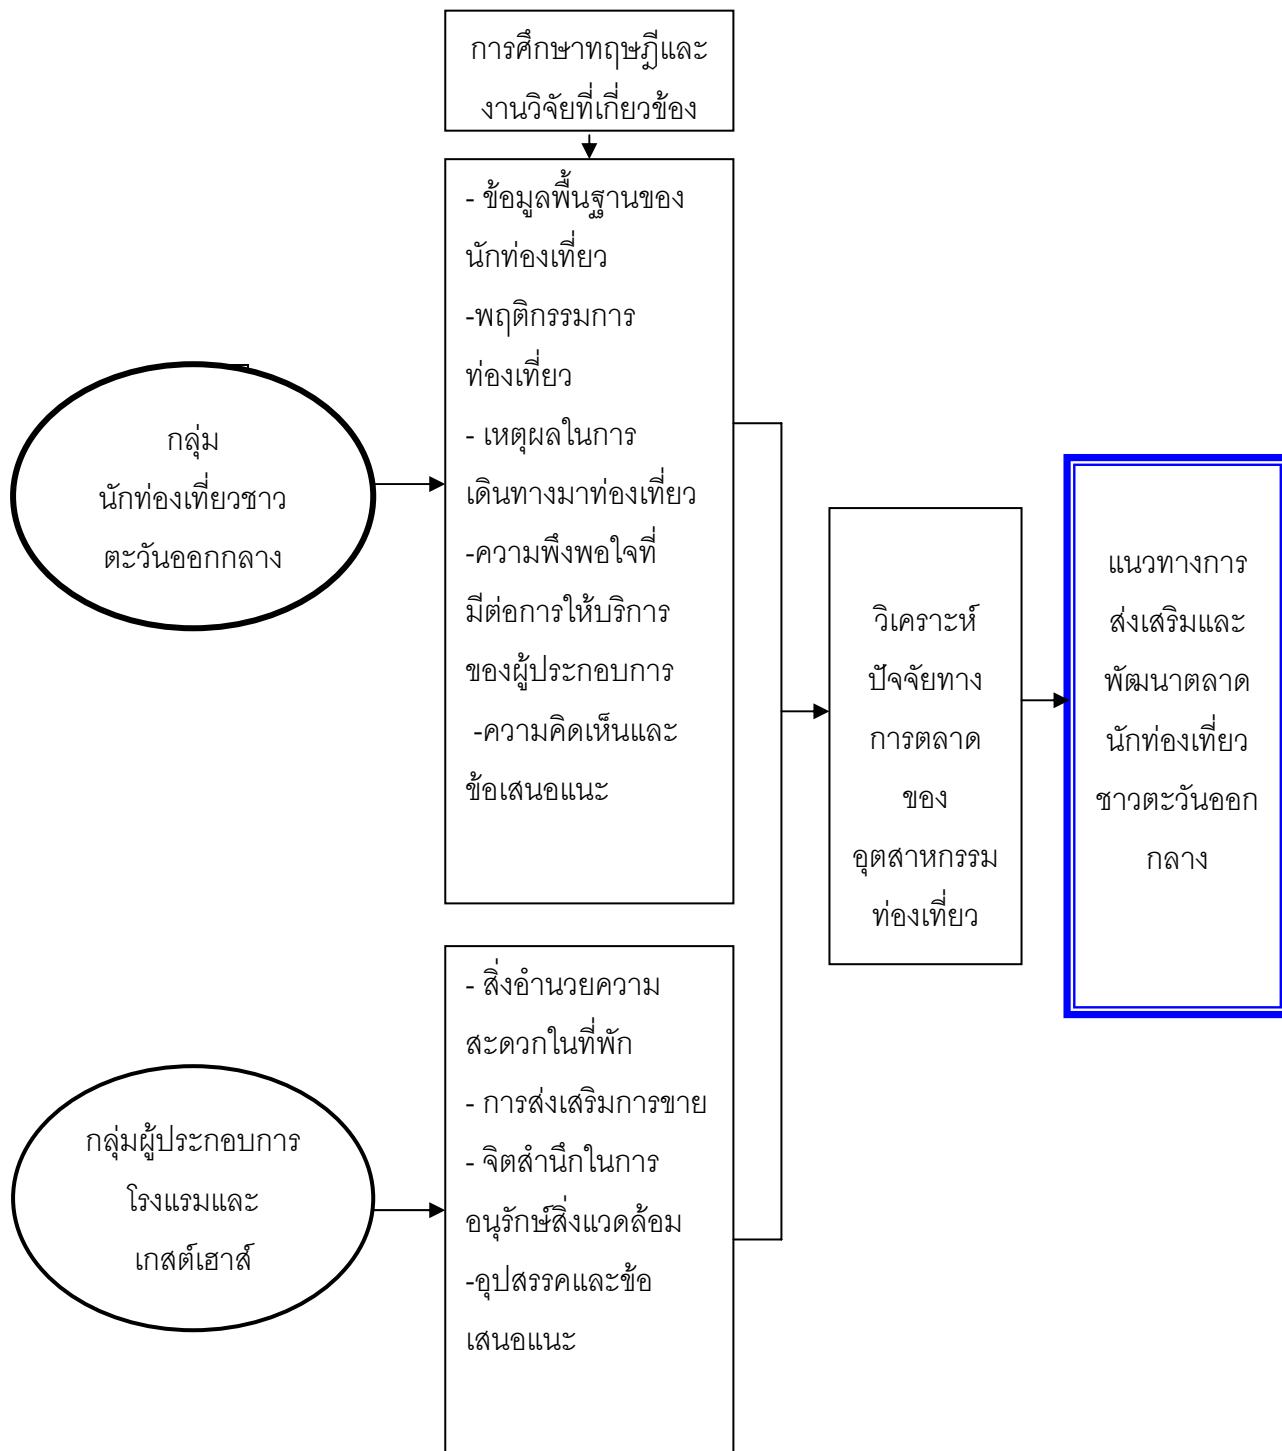 การศึกษาทฤษฎีและ
งานวิจัยที่เกี่ยวข้อง
- ข้อมูลพื้นฐานของ
นักท่องเที่ยว
-พฤติกรรมการ
ท่องเที่ยว
- เหตุผลในการ
เดินทางมาท่องเที่ยว
-ความพึงพอใจที่
มีต่อการให้บริการ
ของผู้ประกอบการ
-ความคิดเห็นและ
ข้อเสนอแนะ
กลุ่ม
นักท่องเที่ยวชาว
ตะวันออกกลาง
วิเคราะห์
ปัจจัยทาง
การตลาด
ของ
อุตสาหกรรม
ท่องเที่ยว
แนวทางการ
ส่งเสริมและ
พัฒนาตลาด
นักท่องเที่ยว
ชาวตะวันออก
กลาง
- สิ่งอำนวยความ
สะดวกในที่พัก
- การส่งเสริมการขาย
- จิตสำนึกในการ
อนุรักษ์สิ่งแวดล้อม
-อุปสรรคและข้อ
เสนอแนะ
กลุ่มผู้ประกอบการ
โรงแรมและ
เกสต์เฮาส์